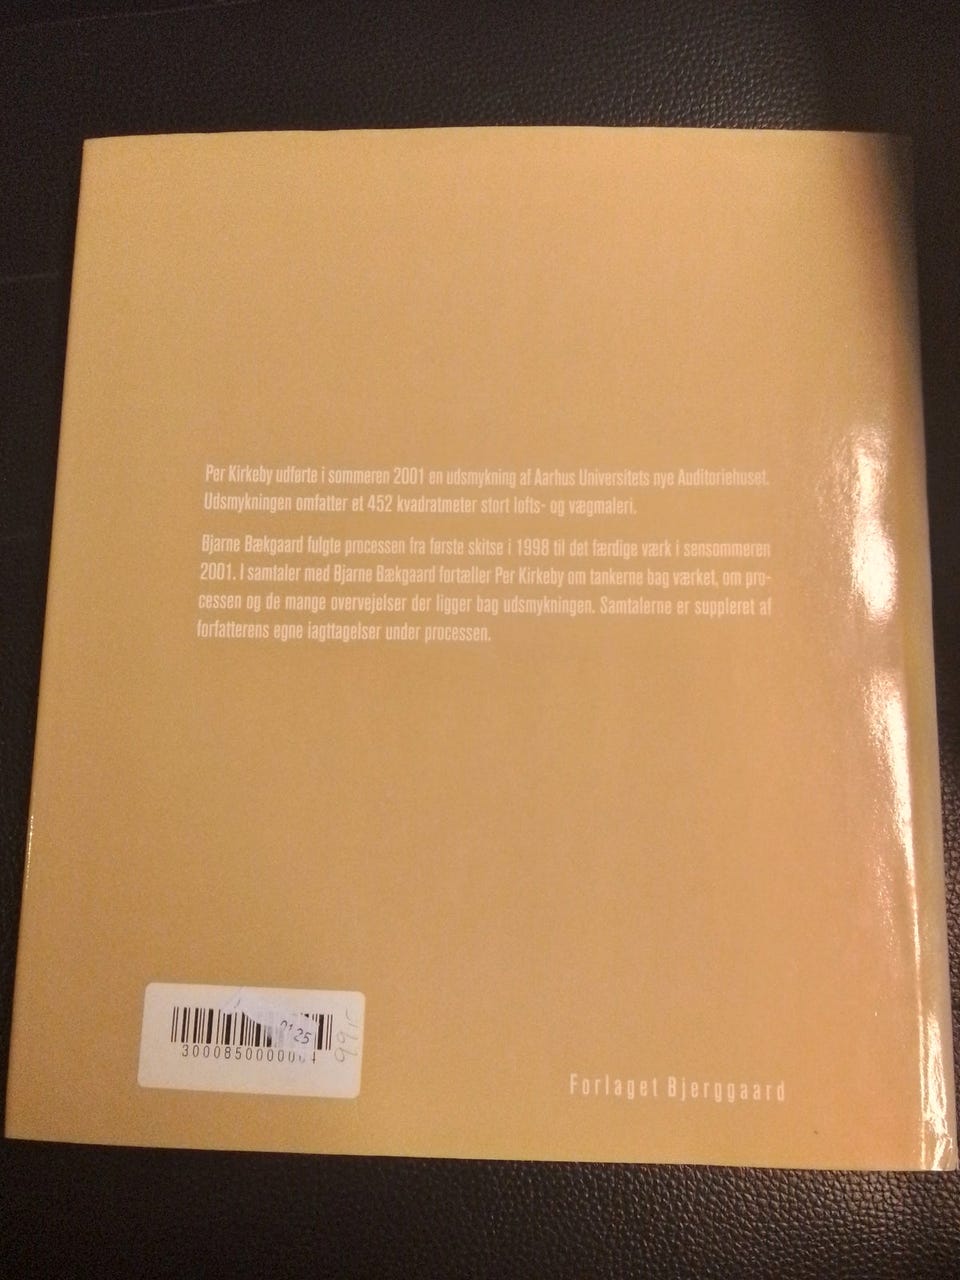 Per Kirkeby udførte i sommeren 2001 en udsmykning af Aarhus Universitets nye Auditoriehuset.
Udsmykningen omfatter et 452 kvadratmeter stort lofts- og vægmaleri.
Bjarne Bækgaard fulgte processen fra første skitse i 1998 til det færdige værk i sensommeren
2001. I samtaler med Bjarne Bækgaard fortæller Per Kirkeby om tankerne bag værket, om pro-
cessen og de mange overvejelser der ligger bag udsmykningen. Samtalerne er suppleret af
forfatterens egne iagttagelser under processen.
Forlaget Bjerggaard